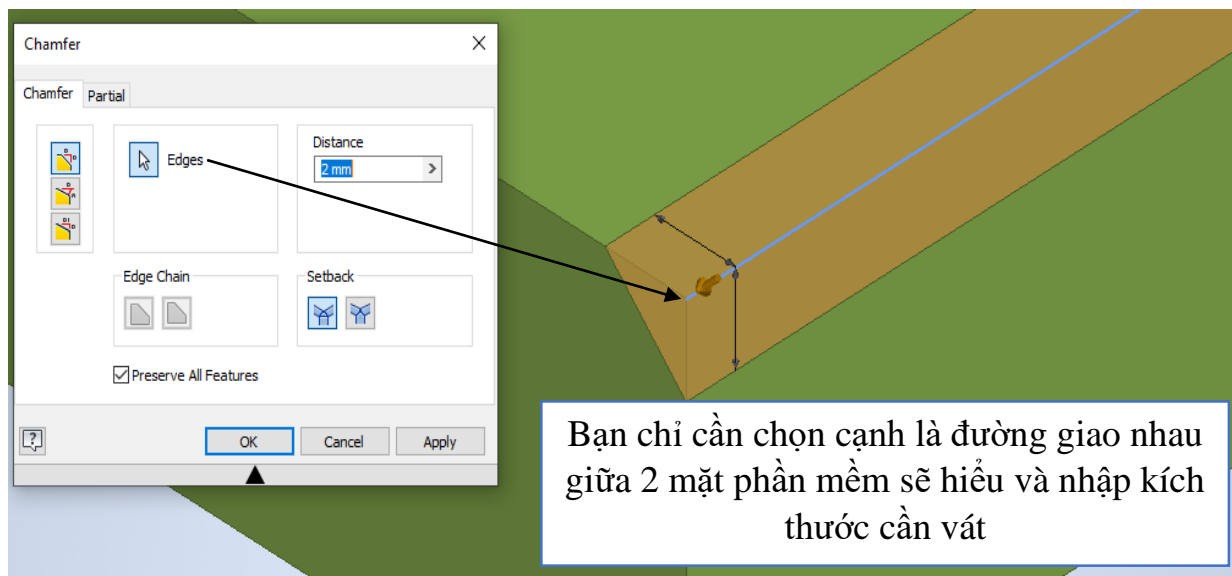 Chamfer
Chamfer Partial
Edges
Distance
2 mm
Edge Chain
Setback
Preserve All Features
OK Cancel Apply
Bạn chỉ cần chọn cạnh là đường giao nhau
giữa 2 mặt phần mềm sẽ hiểu và nhập kích
thước cần vát